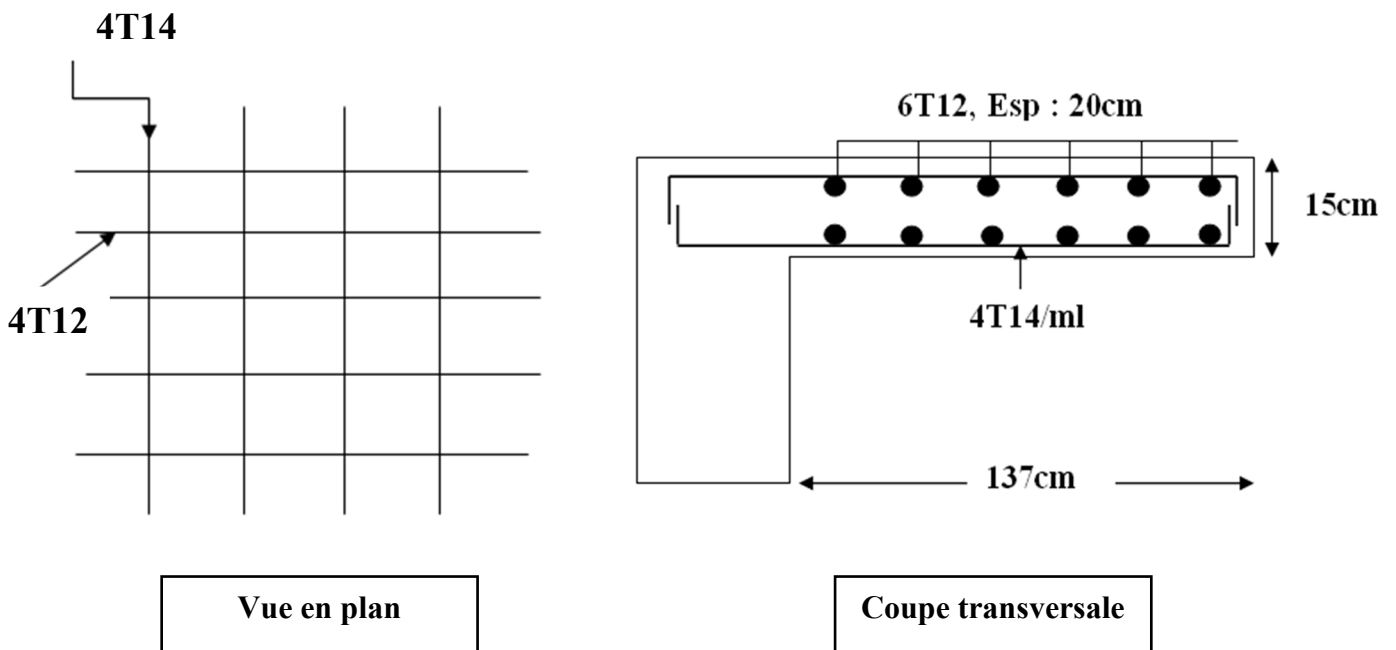 4T14
4T12
Vue en plan
6T12, Esp : 20cm
15cm
4T14/ml
137cm
Coupe transversale